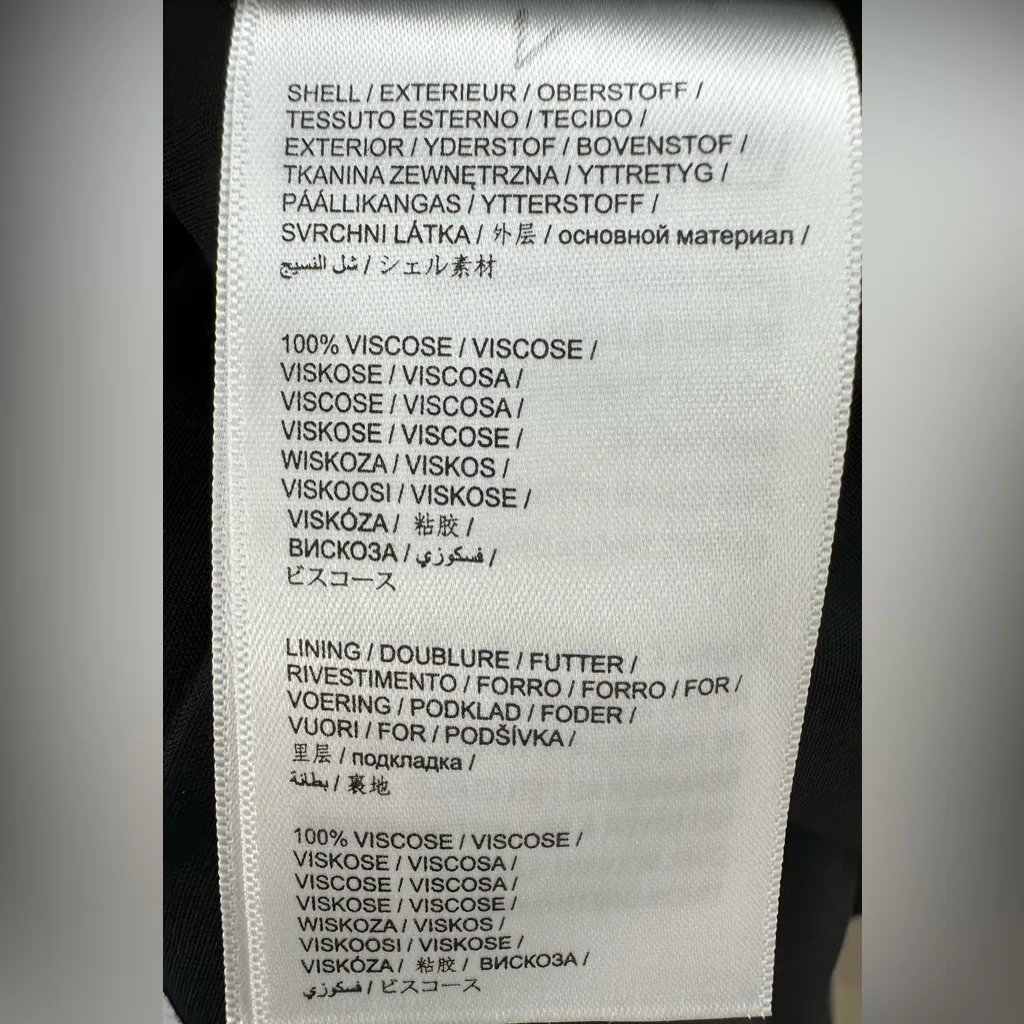 SHELL / EXTERIEUR / OBERSTOFF /
TESSUTO ESTERNO / TECIDO /
EXTERIOR / YDERSTOF / BOVENSTOF /
TKANINA ZEWNĘTRZNA / YTTRETYG /
PÁÁLLIKANGAS / YTTERSTOFF /
SVRCHNI LÁTKA / 外层 / основной материал /
شل النسيج / シェル素材
100% VISCOSE / VISCOSE /
VISKOSE / VISCOSA /
VISCOSE / VISCOSA /
VISKOSE / VISCOSE /
WISKOZA / VISKOS /
VISKOOSI / VISKOSE /
VISKÓZA / 粘胶 /
ВИСКОЗА / فسكوزي /
ビスコース
LINING / DOUBLURE / FUTTER /
RIVESTIMENTO / FORRO / FORRO / FOR /
VOERING / PODKLAD / FODER /
VUORI / FOR / PODŠÍVKA /
里层 / подкладка /
بطانة / 裏地
100% VISCOSE / VISCOSE /
VISKOSE / VISCOSA /
VISCOSE / VISCOSA /
VISKOSE / VISCOSE /
WISKOZA / VISKOS /
VISKOOSI / VISKOSE /
VISKÓZA / 粘胶 / ВИСКОЗА /
فسكوزي / ビスコース